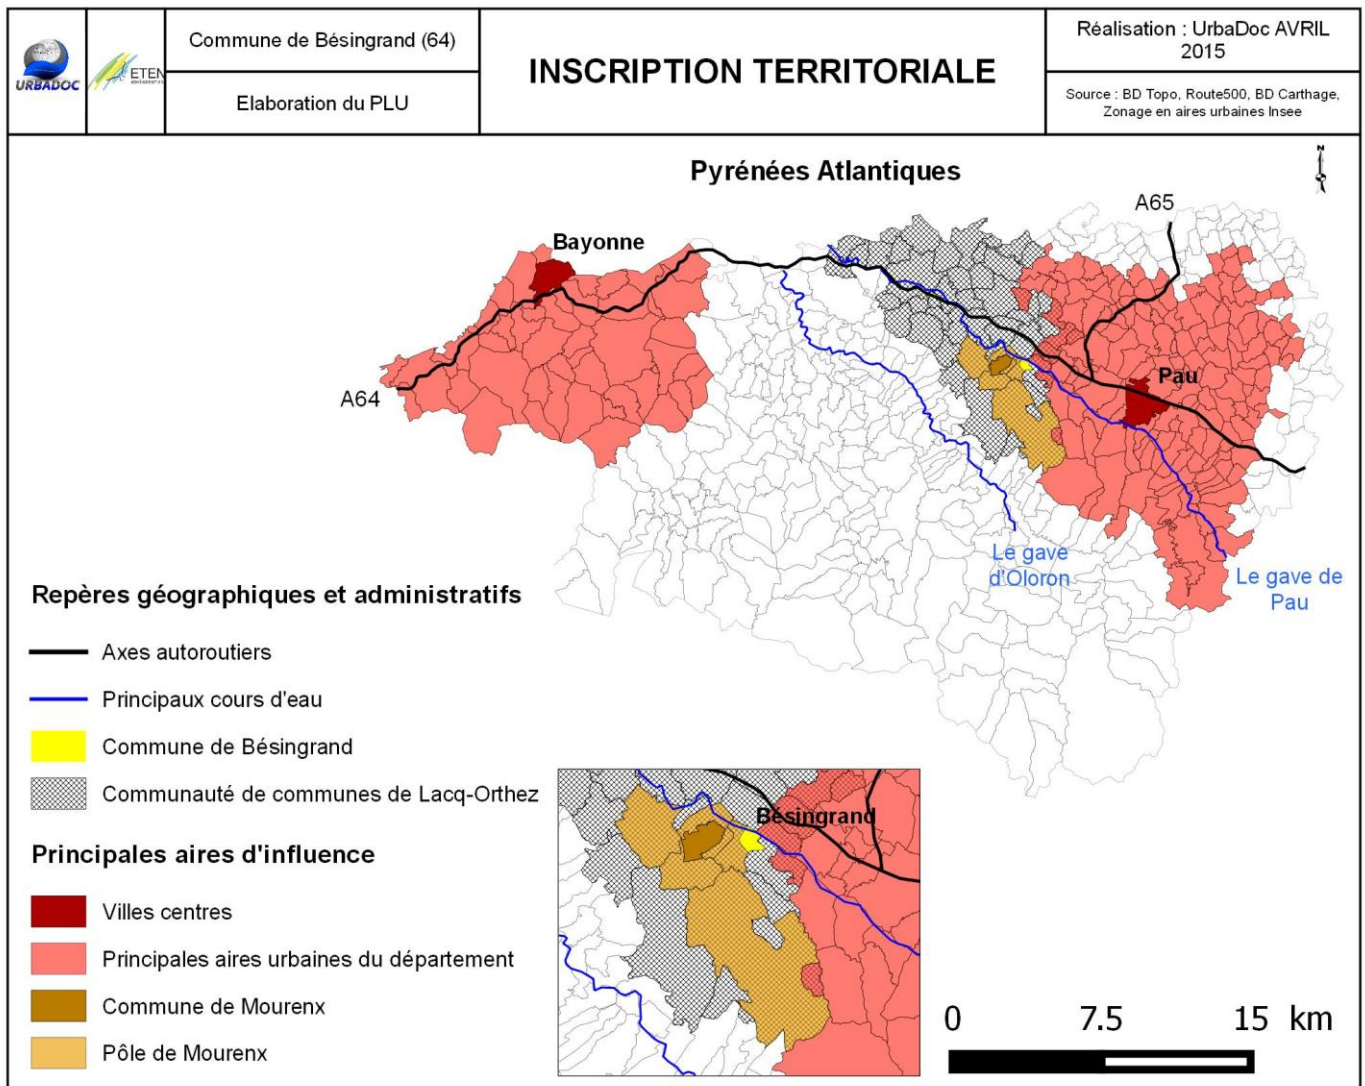 URBADOC
ETEN
Commune de Bésingrand (64)
Elaboration du PLU
INSCRIPTION TERRITORIALE
Réalisation : UrbaDoc AVRIL
2015
Source : BD Topo, Route500, BD Carthage,
Zonage en aires urbaines Insee
Pyrénées Atlantiques
N
A65
Bayonne
A64
Pau
Le gave
d'Oloron
Le gave de
Pau
Repères géographiques et administratifs
Axes autoroutiers
Principaux cours d'eau
Commune de Bésingrand
Communauté de communes de Lacq-Orthez
Principales aires d'influence
Villes centres
Principales aires urbaines du département
Commune de Mourenx
Pôle de Mourenx
Bésingrand
0 7.5 15 km